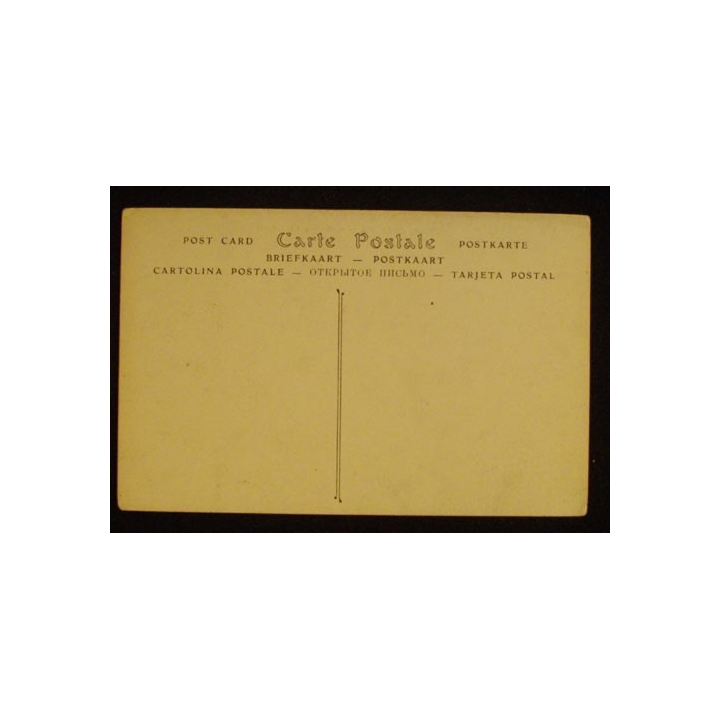 POST CARD Carte Postale POSTKARTE
BRIEFKAART — POSTKAART
CARTOLINA POSTALE — ОТКРЫТОЕ ПИСЬМО — TARJETA POSTAL